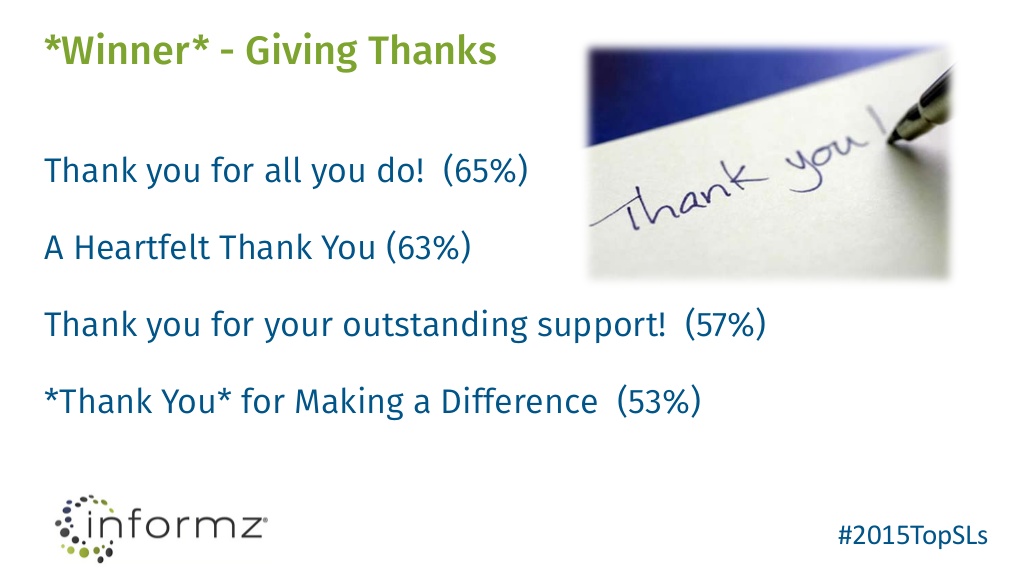 *Winner* - Giving Thanks
Thank you!
Thank you for all you do! (65%)
A Heartfelt Thank You (63%)
Thank you for your outstanding support! (57%)
*Thank You* for Making a Difference (53%)
informz®
#2015TopSLs